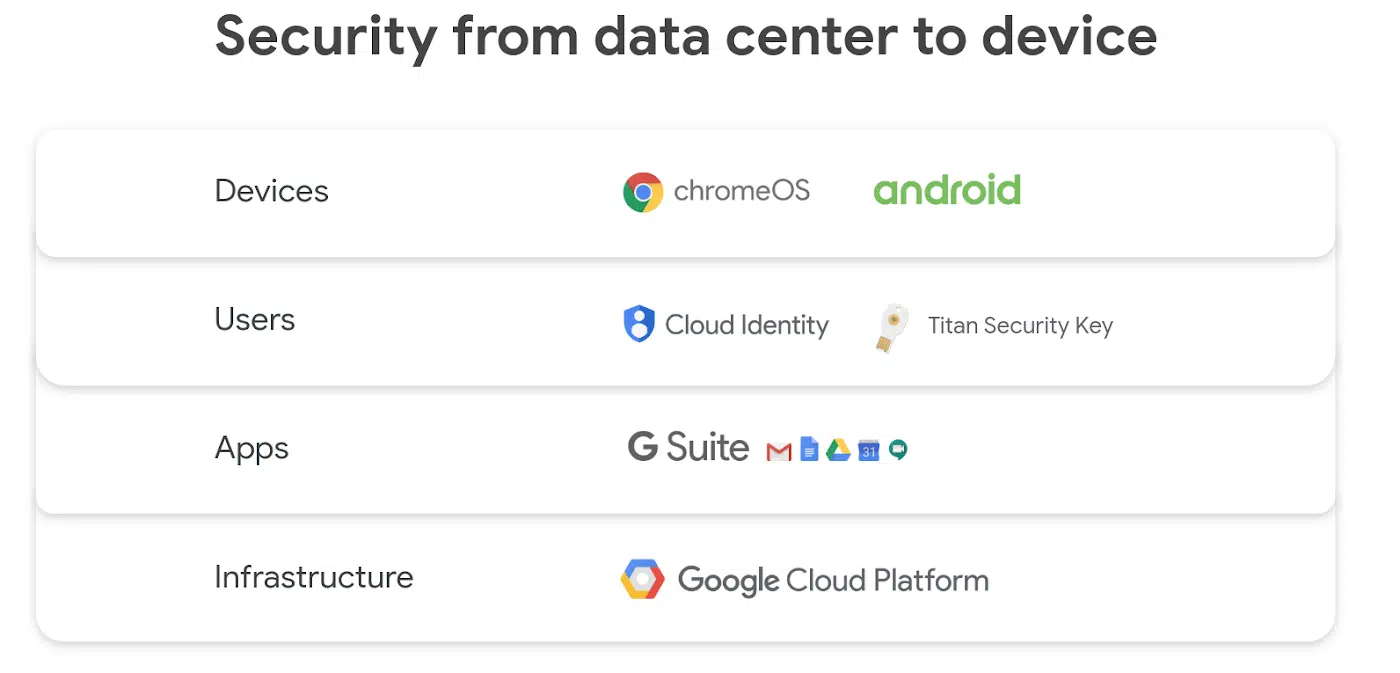 Security from data center to device
Devices chromeOS android
Users Cloud Identity Titan Security Key
Apps G Suite 31
Infrastructure Google Cloud Platform